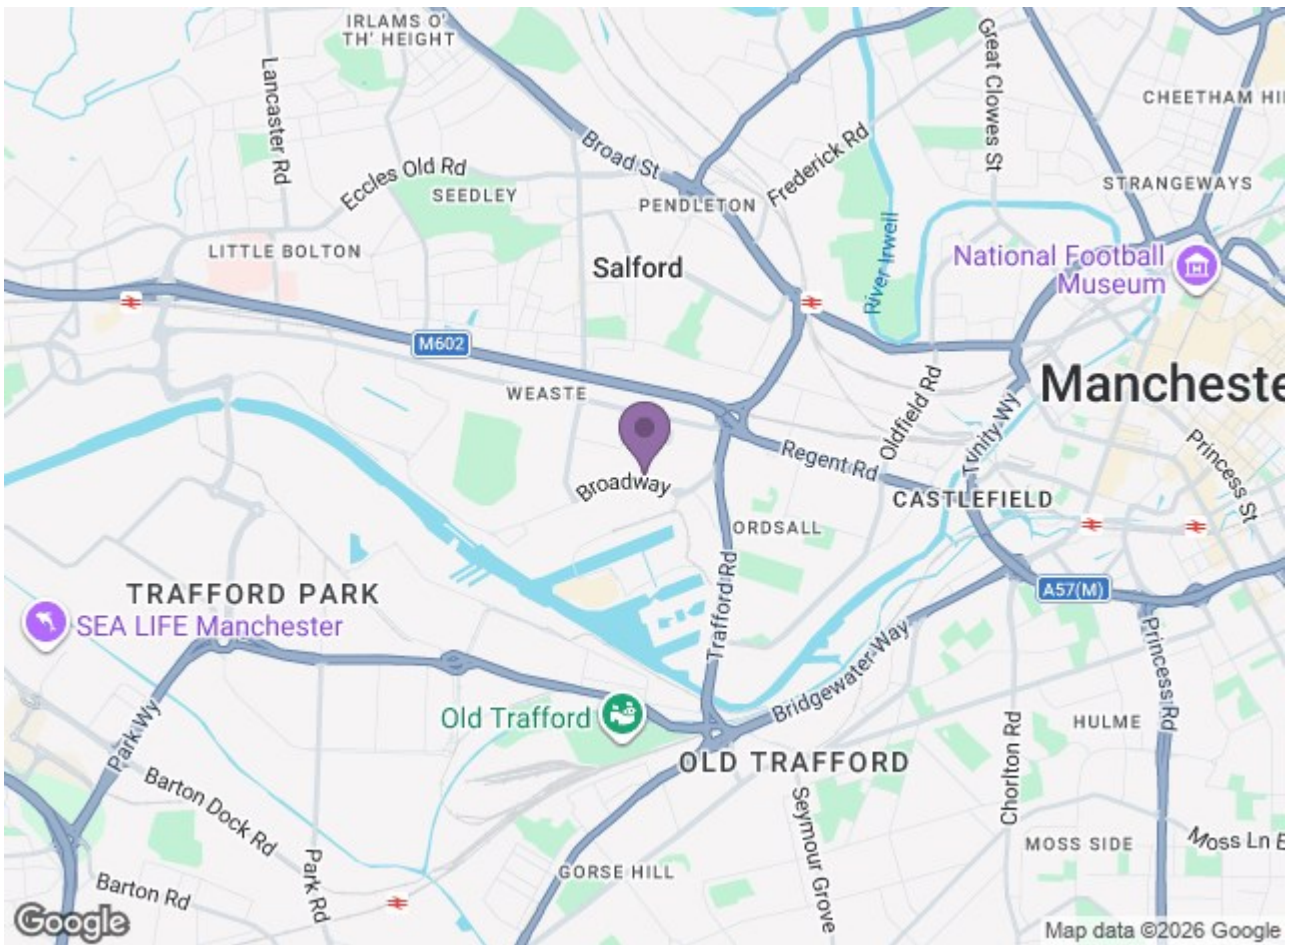 IRLAMS O'
TH' HEIGHT
Lancaster Rd
Great Clowes St
CHEETHAM HI
Broad St
Frederick Rd
Eccles Old Rd
SEEDLEY
PENDLETON
STRANGEWAYS
LITTLE BOLTON
Salford
River Irwell
National Football
Museum
M602
WEASTE
Oldfield Rd
Manchest
Trinity Wy
Princess St
Regent Rd
Broadway
CASTLEFIELD
ORDSALL
Trafford Rd
A57(M)
TRAFFORD PARK
SEA LIFE Manchester
Bridgewater Way
Princess Rd
Park Wy
Old Trafford
OLD TRAFFORD
Chorlton Rd
HULME
Barton Dock Rd
Seymour Grove
MOSS SIDE
Moss Ln E
Park Rd
GORSE HILL
Barton Rd
Google
Map data ©2026 Google